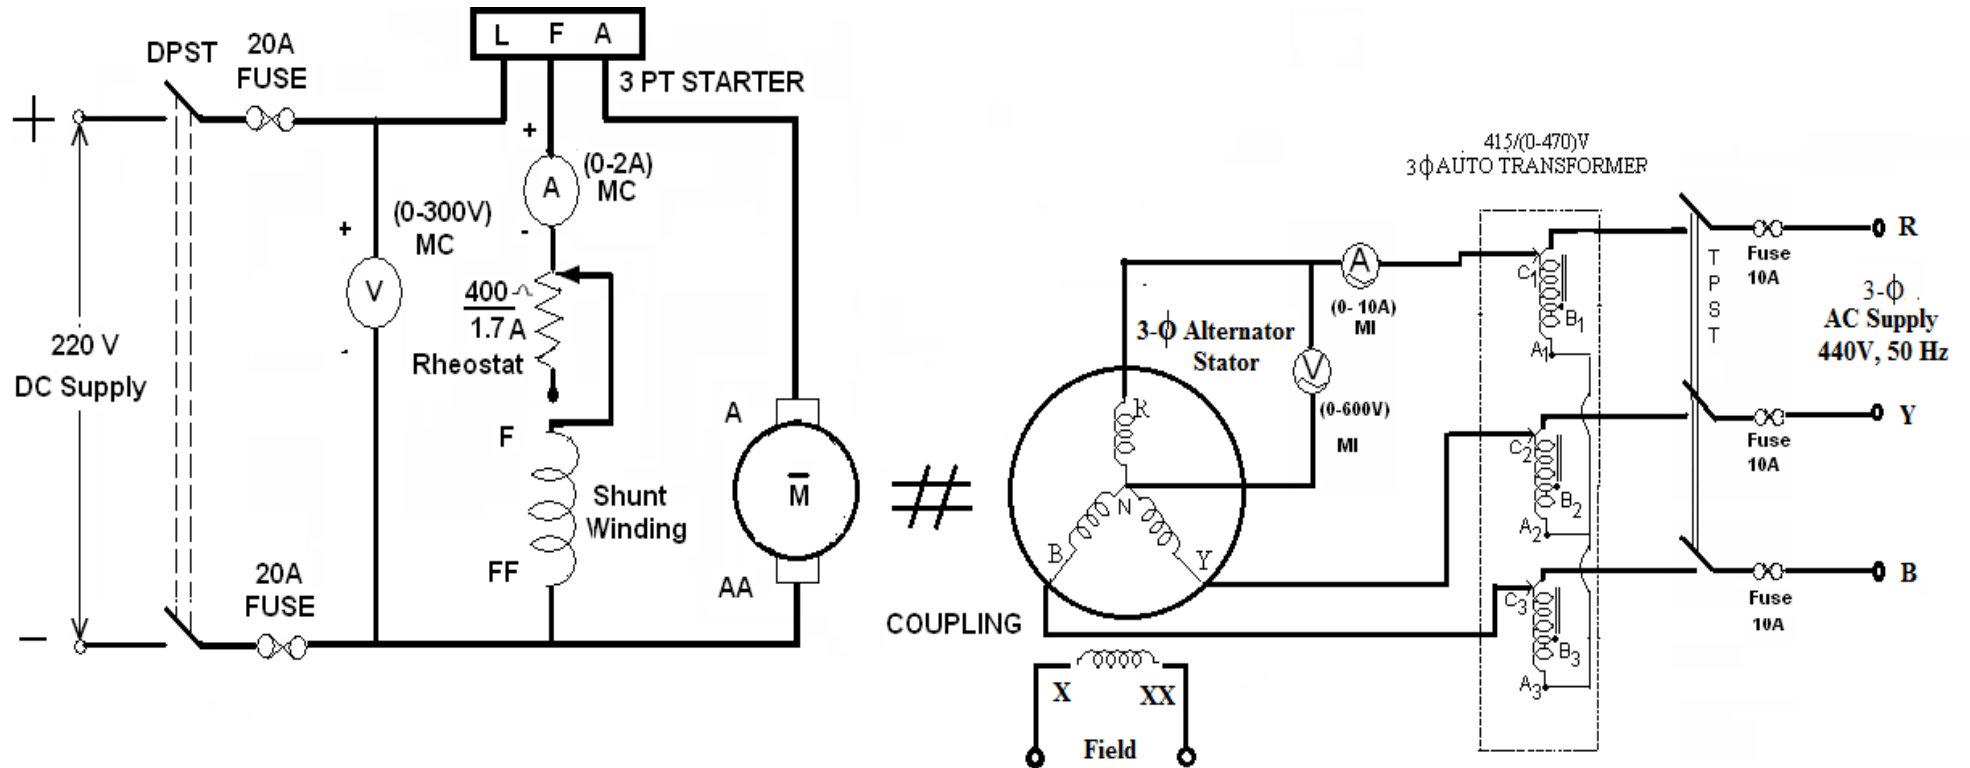 L F A
3 PT STARTER
DPST
20A
FUSE
+
+
(0-2A)
MC
A
-
(0-300V)
MC
+
V
-
400
1.7 A
Rheostat
220 V
DC Supply
F
Shunt
Winding
FF
A
M
AA
20A
FUSE
−
COUPLING
415/(0-470)V
3ϕ AUTO TRANSFORMER
A
(0- 10A)
MI
3-Φ Alternator
Stator
V
(0-600V)
MI
R
N
B
Y
C1
B1
A1
C2
B2
A2
C3
B3
A3
TPST
Fuse
10A
R
3-ϕ
AC Supply
440V, 50 Hz
Fuse
10A
Y
Fuse
10A
B
X XX
Field